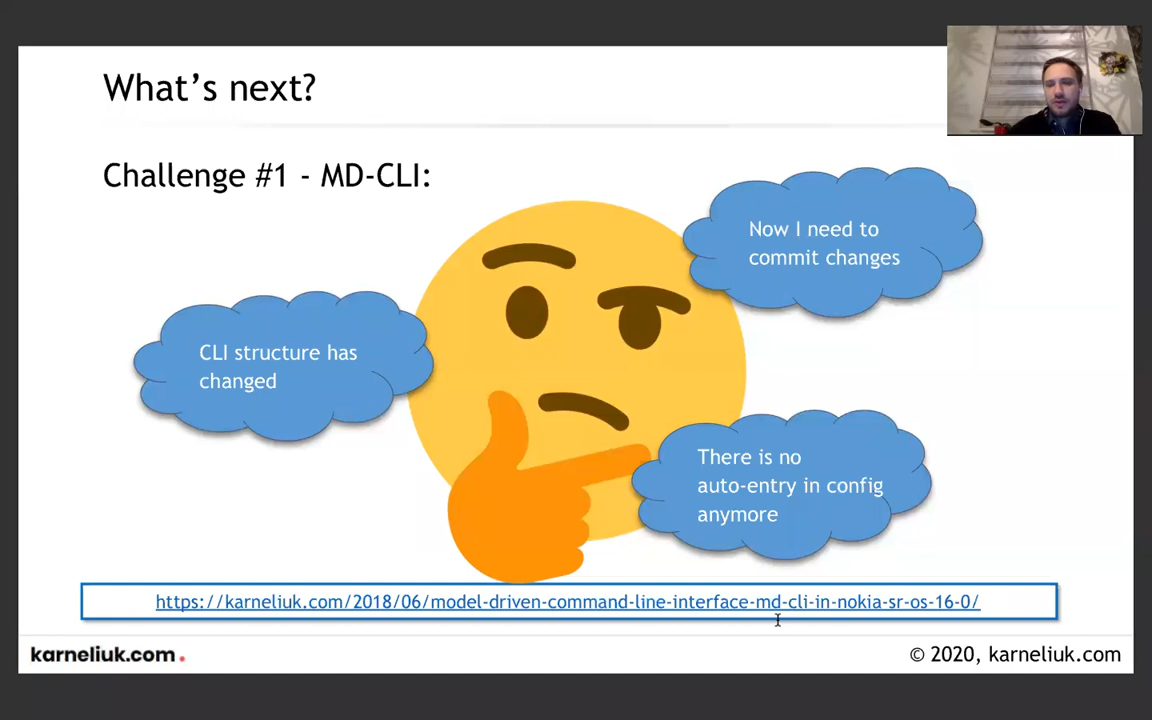 What's next?
Challenge #1 - MD-CLI:
Now I need to
commit changes
CLI structure has
changed
There is no
auto-entry in config
anymore
https://karneliuk.com/2018/06/model-driven-command-line-interface-md-cli-in-nokia-sr-os-16-0/
karneliuk.com.
© 2020, karneliuk.com